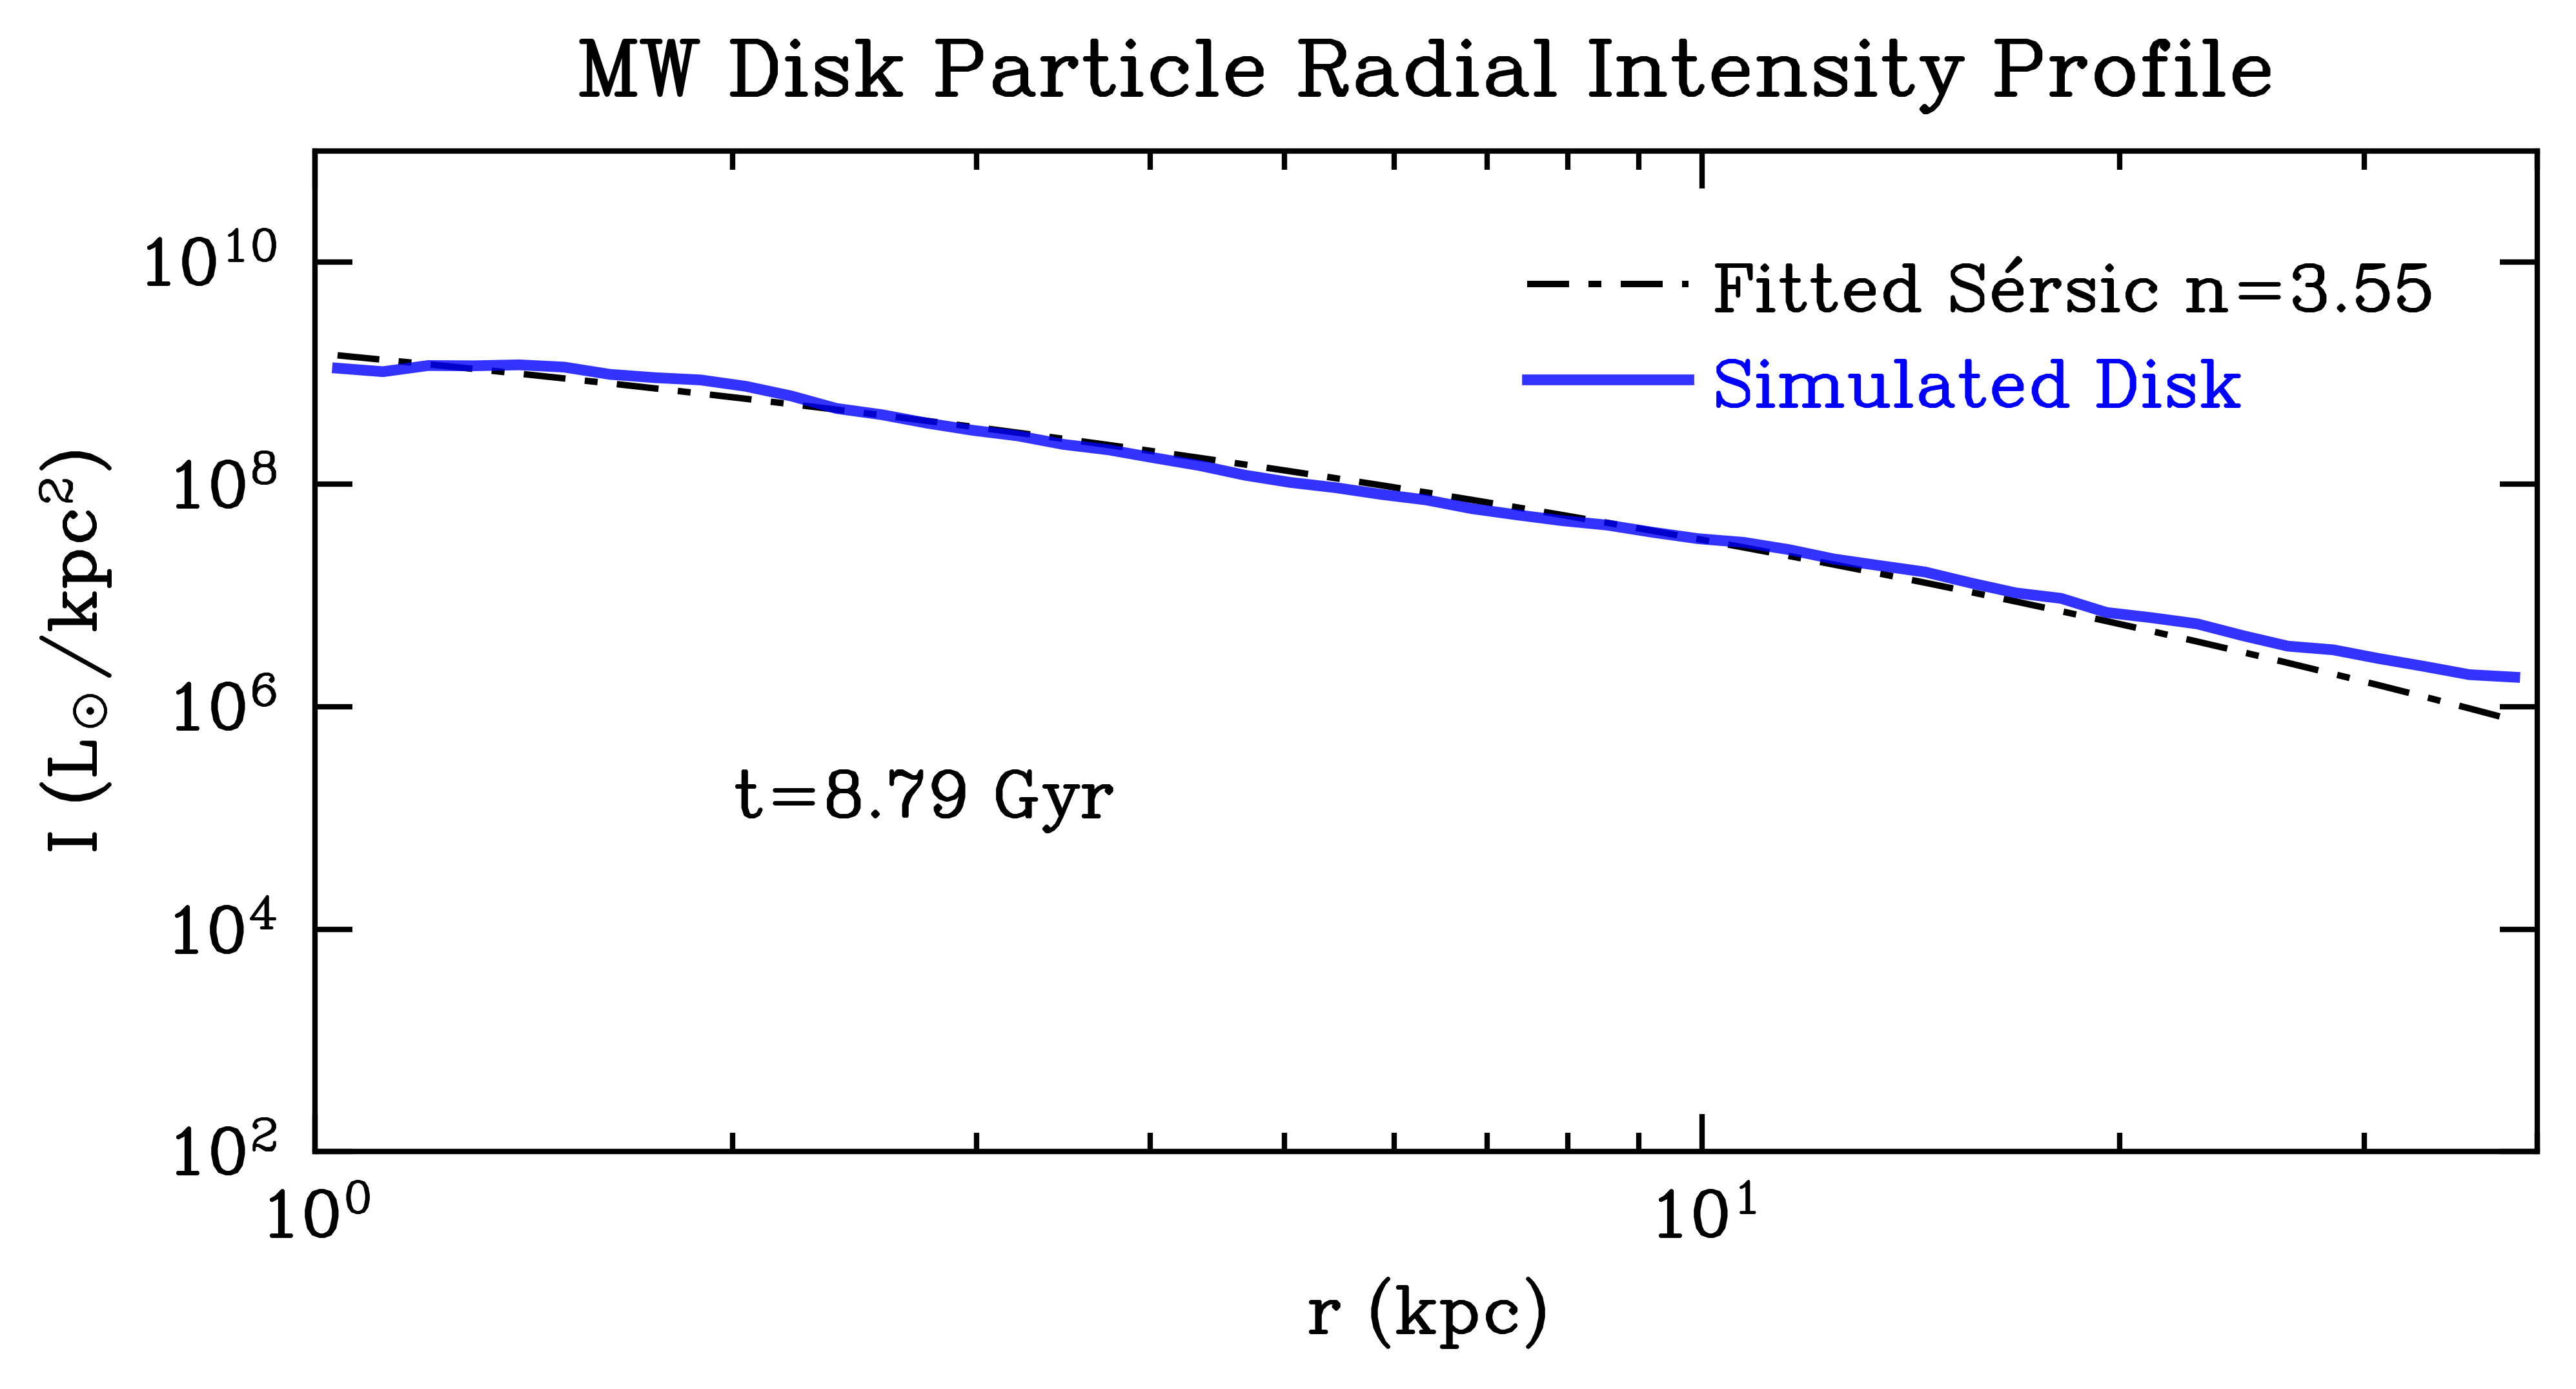 MW Disk Particle Radial Intensity Profile
10^10
10^8
10^6
10^4
10^2
I (L⊙/kpc^2)
Fitted Sérsic n=3.55
Simulated Disk
t=8.79 Gyr
10^0
10^1
r (kpc)